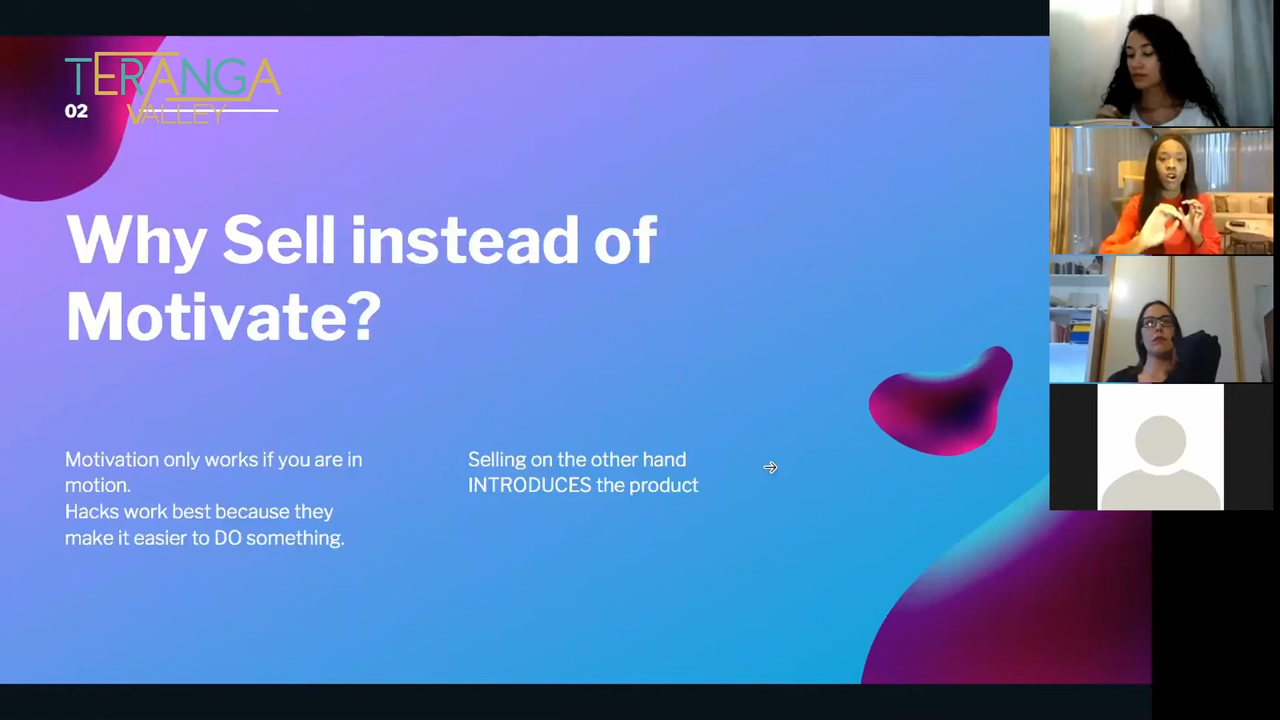 TERANGA
VALLEY
02
Why Sell instead of
Motivate?
Motivation only works if you are in
motion.
Hacks work best because they
make it easier to DO something.
Selling on the other hand
INTRODUCES the product